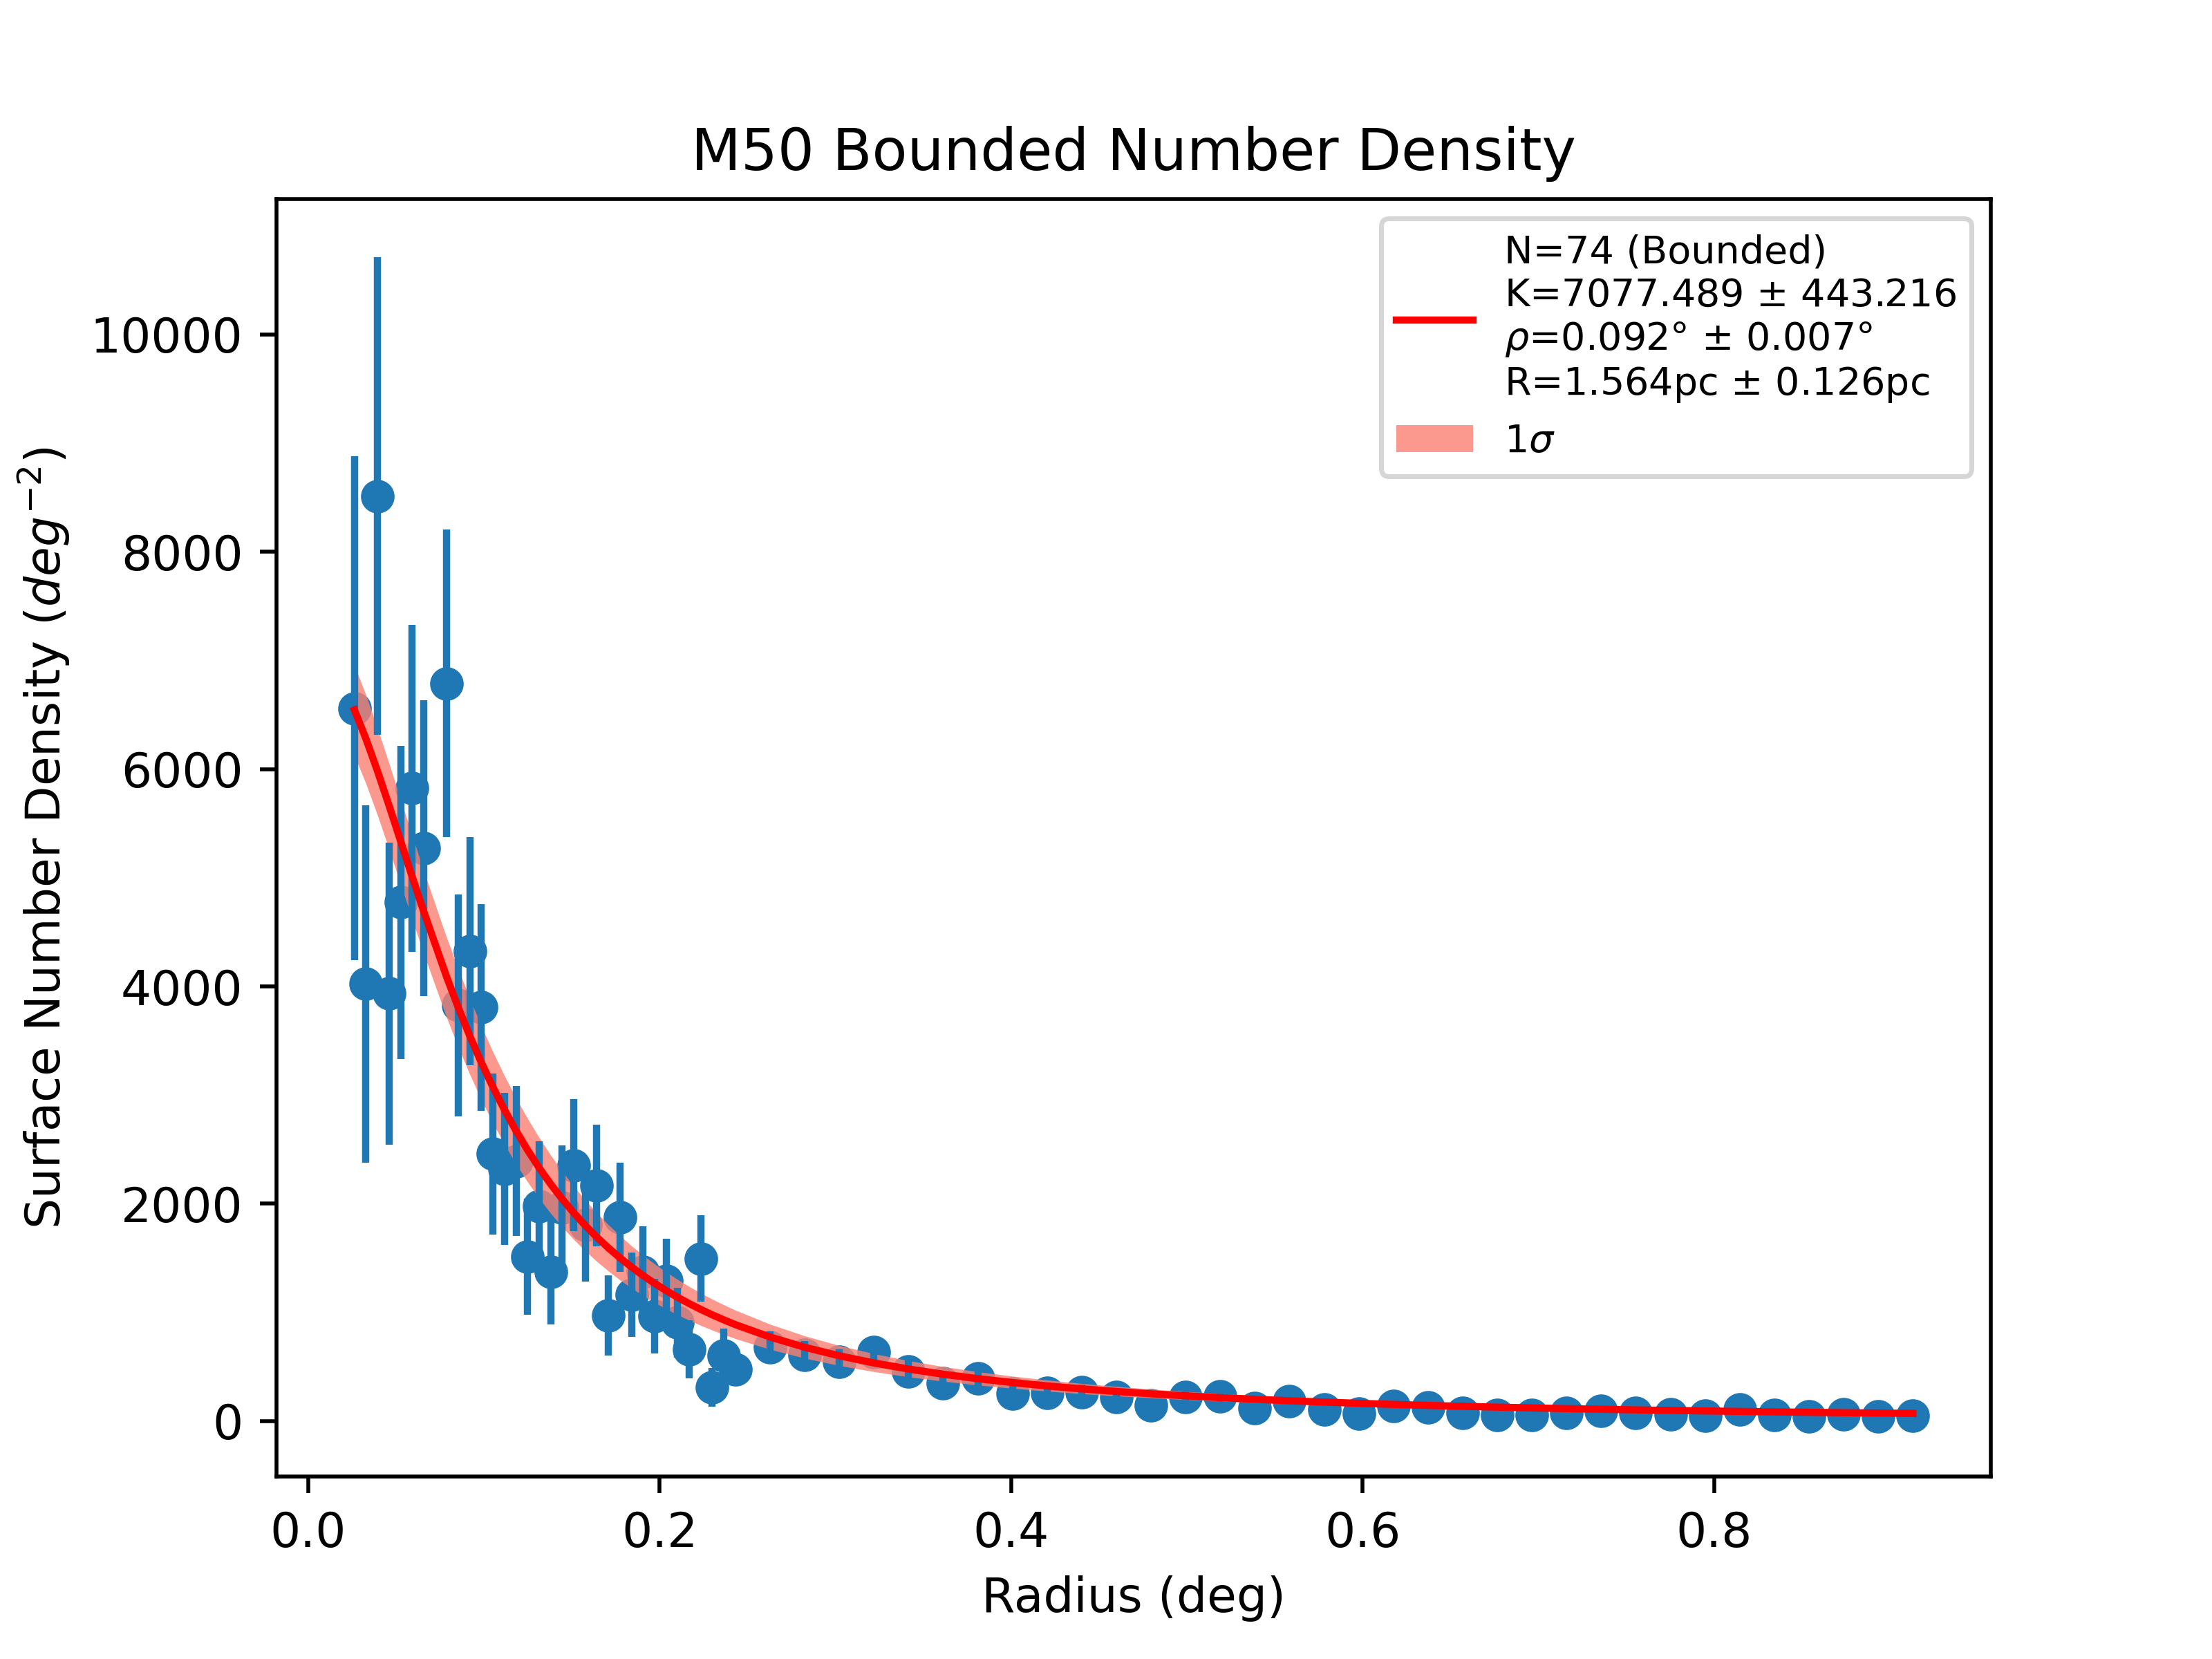 M50 Bounded Number Density
N=74 (Bounded)
K=7077.489 ± 443.216
ρ=0.092° ± 0.007°
R=1.564pc ± 0.126pc
1σ
Surface Number Density (deg⁻²)
10000
8000
6000
4000
2000
0
0.0 0.2 0.4 0.6 0.8
Radius (deg)